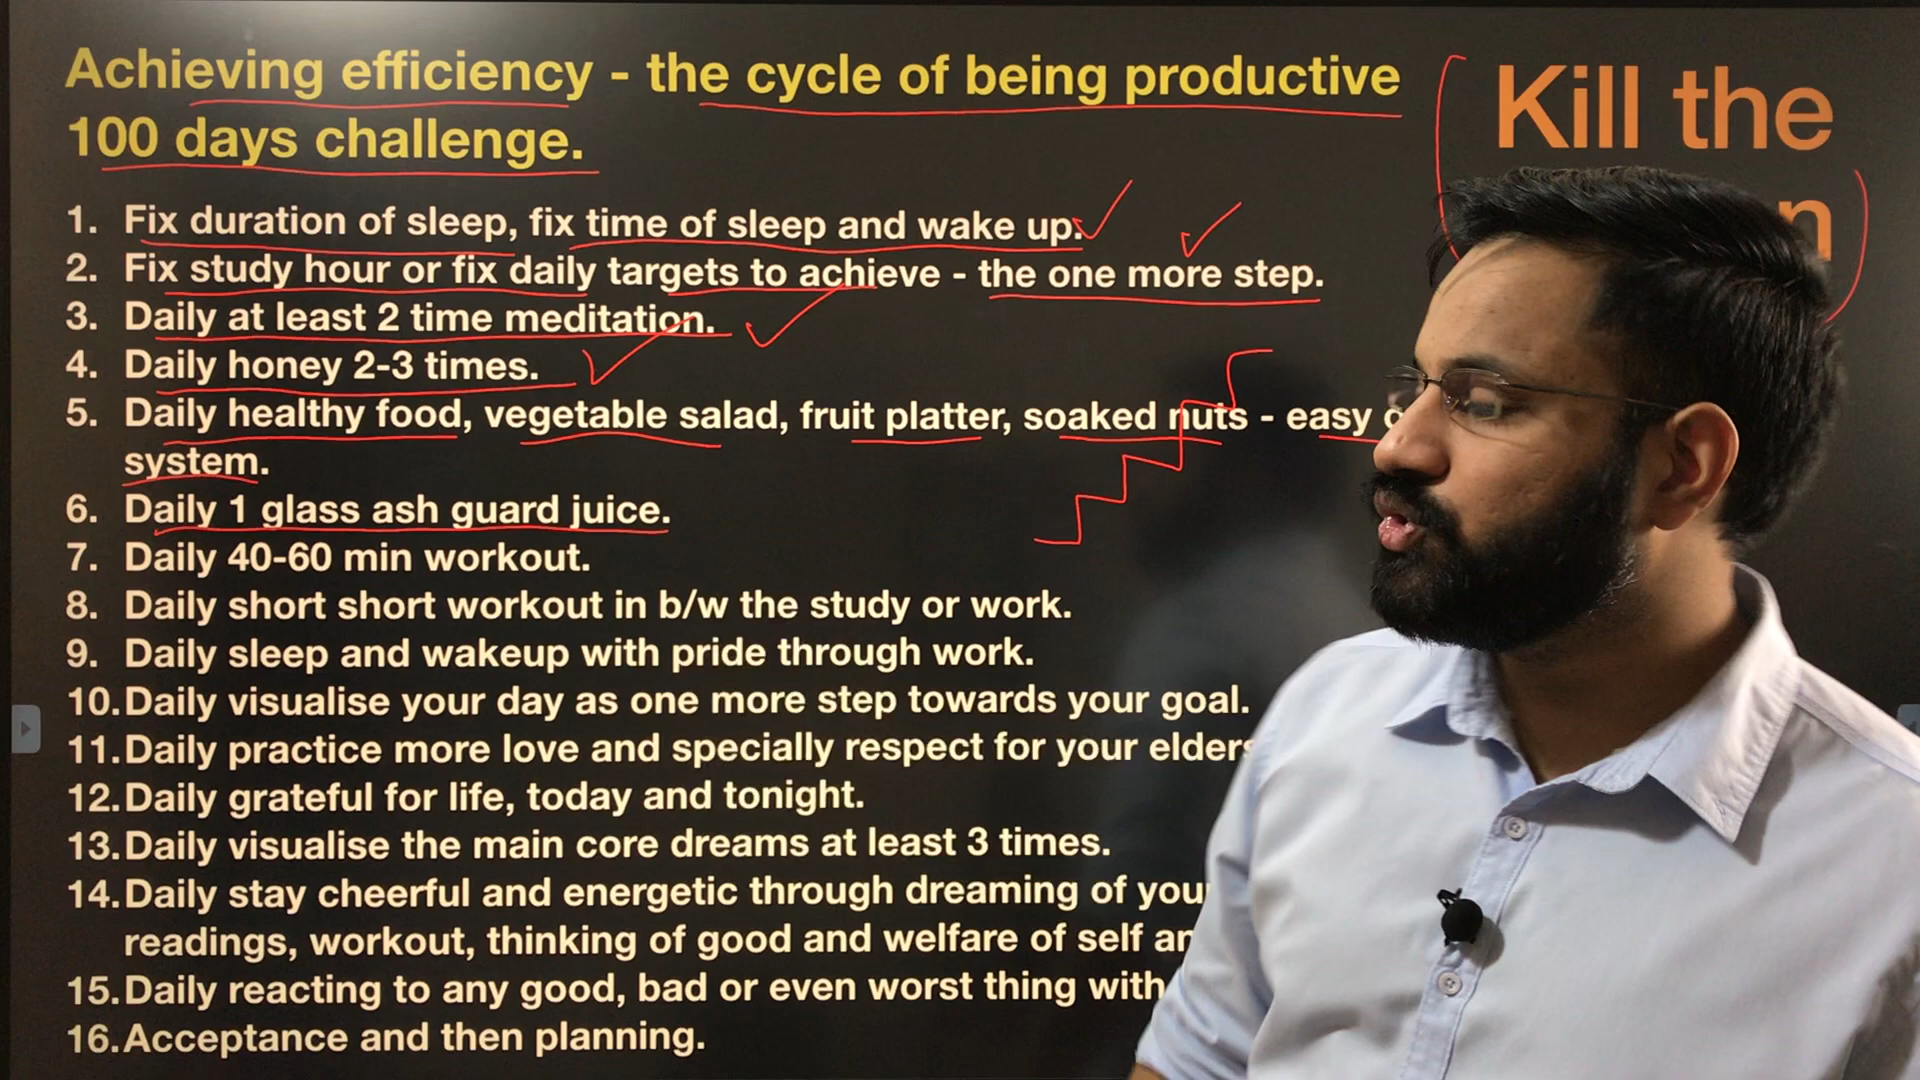 Achieving efficiency - the cycle of being productive
100 days challenge.
Kill the
1. Fix duration of sleep, fix time of sleep and wake up.
2. Fix study hour or fix daily targets to achieve - the one more step.
3. Daily at least 2 time meditation.
4. Daily honey 2-3 times.
5. Daily healthy food, vegetable salad, fruit platter, soaked nuts - easy
system.
6. Daily 1 glass ash guard juice.
7. Daily 40-60 min workout.
8. Daily short short workout in b/w the study or work.
9. Daily sleep and wakeup with pride through work.
10. Daily visualise your day as one more step towards your goal.
11. Daily practice more love and specially respect for your elders
12. Daily grateful for life, today and tonight.
13. Daily visualise the main core dreams at least 3 times.
14. Daily stay cheerful and energetic through dreaming of
readings, workout, thinking of good and welfare of self
15. Daily reacting to any good, bad or even worst thing with
16. Acceptance and then planning.